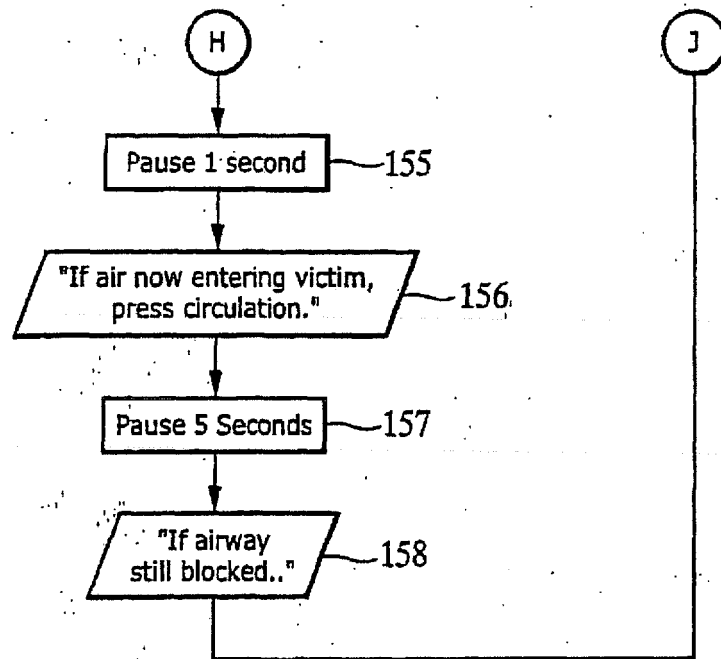 H
J
Pause 1 second
155
"If air now entering victim,
press circulation."
156
Pause 5 Seconds
157
"If airway
still blocked.."
158